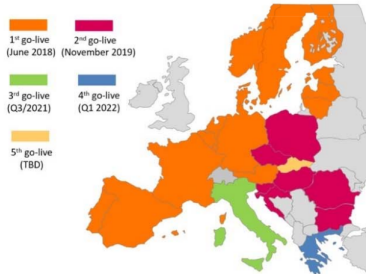 1st go-live
(June 2018)
2nd go-live
(November 2019)
3rd go-live
(Q3/2021)
4th go-live
(Q1 2022)
5th go-live
(TBD)